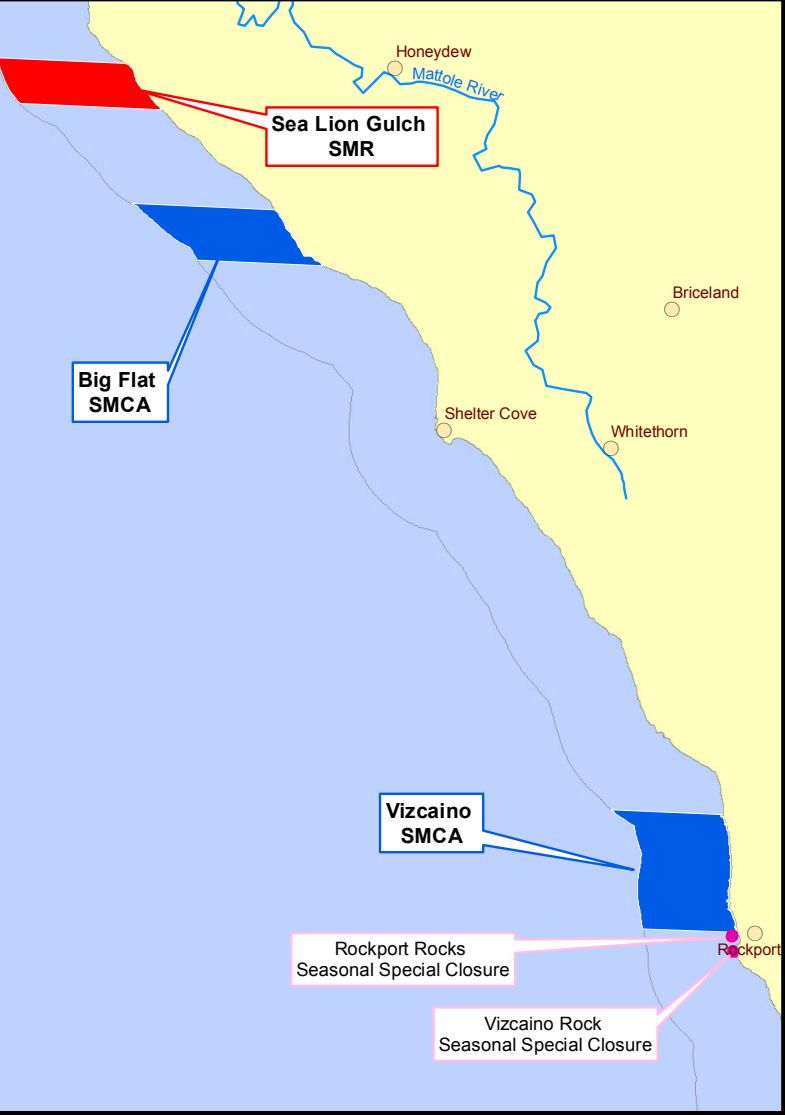 Honeydew
Mattole River
Sea Lion Gulch
SMR
Briceland
Big Flat
SMCA
Shelter Cove
Whitethorn
Vizcaino
SMCA
Rockport
Rockport Rocks
Seasonal Special Closure
Vizcaino Rock
Seasonal Special Closure